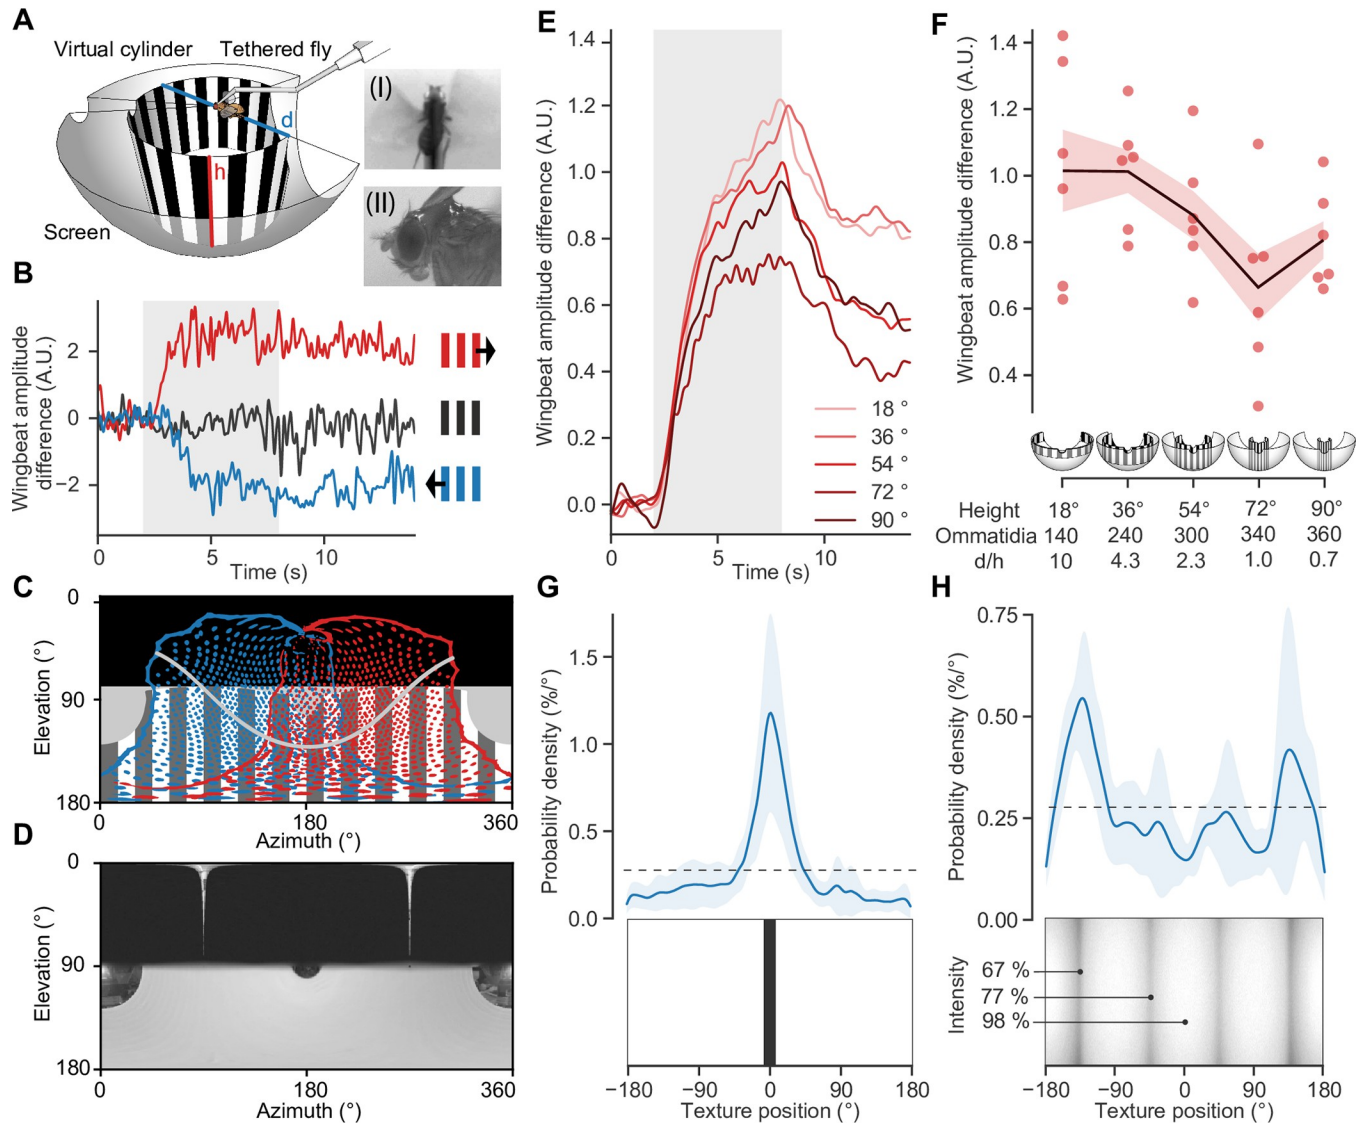 A
Virtual cylinder
Tethered fly
d
h
Screen
(I)
(II)
B
Wingbeat amplitude
difference (A.U.)
2
0
−2
0
5
10
Time (s)
C
Elevation (°)
0
90
180
0
180
360
Azimuth (°)
D
Elevation (°)
0
90
180
0
180
360
Azimuth (°)
E
Wingbeat amplitude difference (A.U.)
1.4
1.2
1.0
0.8
0.6
0.4
0.2
0.0
18 °
36 °
54 °
72 °
90 °
0
5
10
Time (s)
F
Wingbeat amplitude difference (A.U.)
1.4
1.2
1.0
0.8
0.6
0.4
Height 18° 36° 54° 72° 90°
Ommatidia 140 240 300 340 360
d/h 10 4.3 2.3 1.0 0.7
G
Probability density (%/°)
1.5
1.0
0.5
0.0
−180 −90 0 90 180
Texture position (°)
H
Probability density (%/°)
0.75
0.50
0.25
0.00
Intensity
67 %
77 %
98 %
−180 −90 0 90 180
Texture position (°)